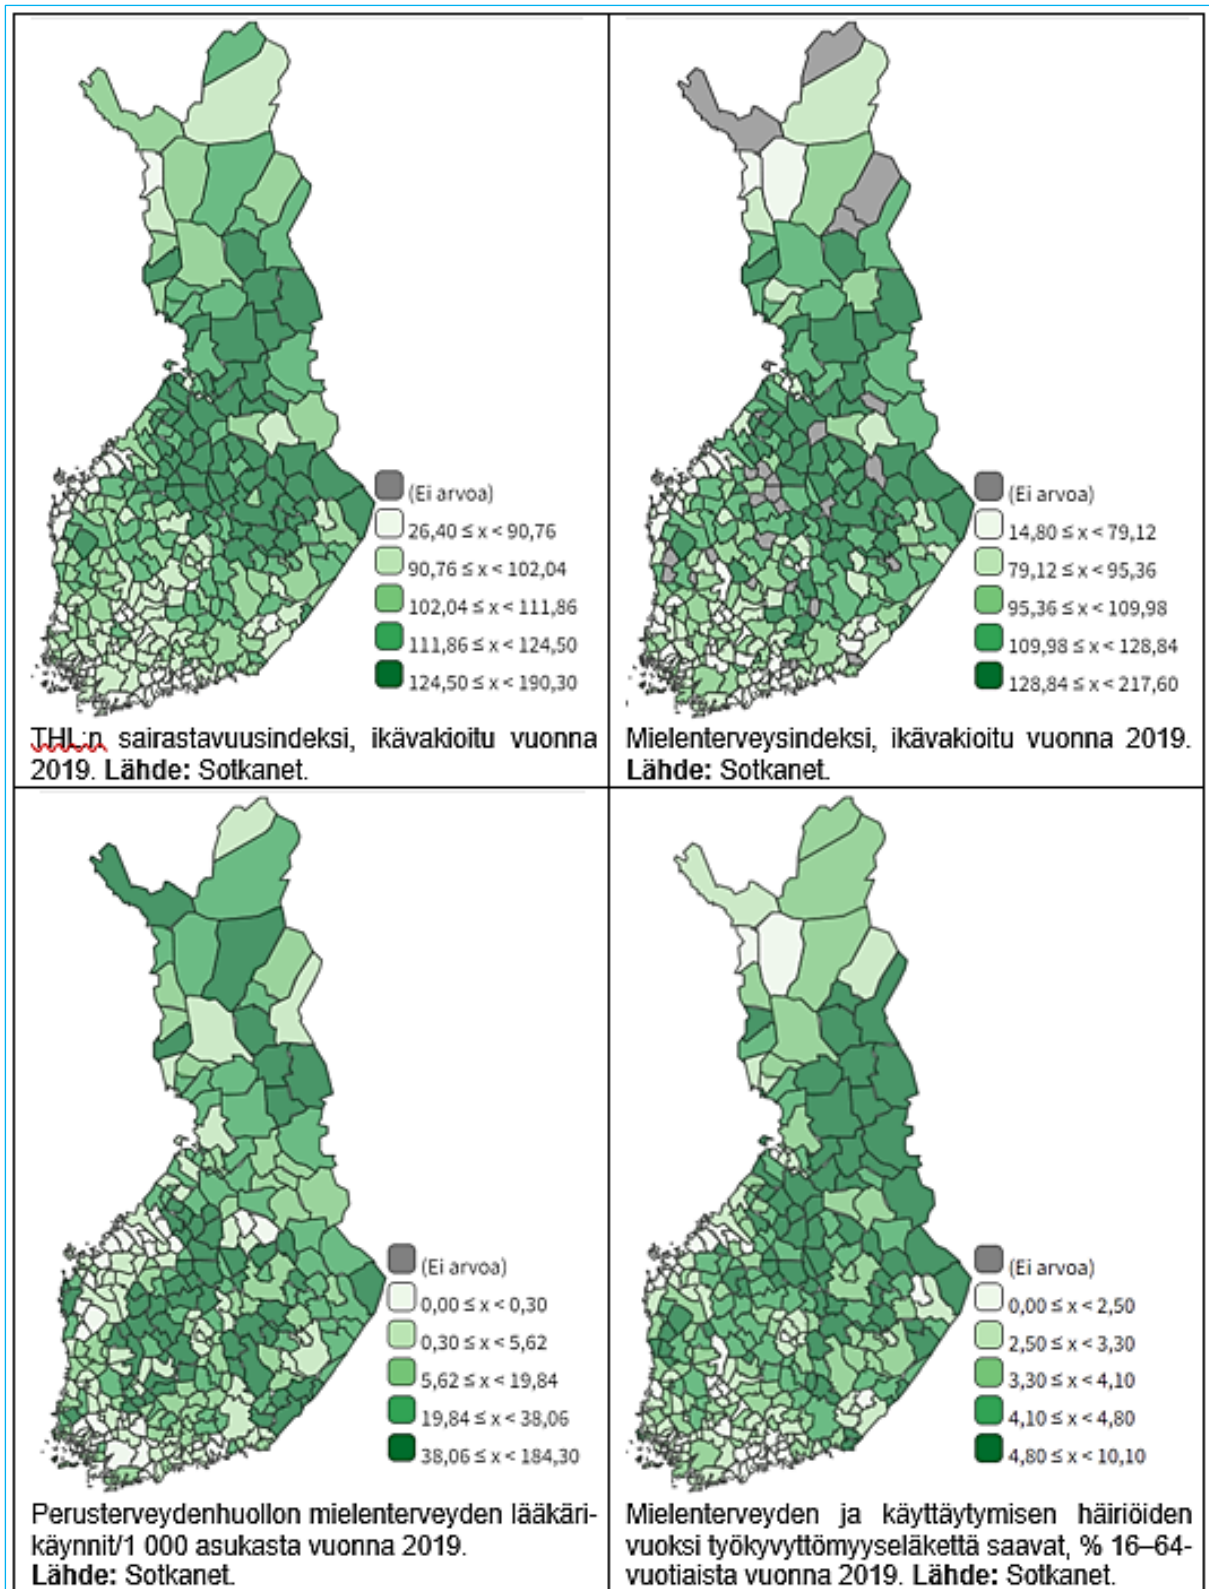 (Ei arvoa)
26,40 ≤ x < 90,76
90,76 ≤ x < 102,04
102,04 ≤ x < 111,86
111,86 ≤ x < 124,50
124,50 ≤ x < 190,30
THL:n sairastavuusindeksi, ikävakioitu vuonna
2019. Lähde: Sotkanet.
(Ei arvoa)
14,80 ≤ x < 79,12
79,12 ≤ x < 95,36
95,36 ≤ x < 109,98
109,98 ≤ x < 128,84
128,84 ≤ x < 217,60
Mielenterveysindeksi, ikävakioitu vuonna 2019.
Lähde: Sotkanet.
(Ei arvoa)
0,00 ≤ x < 0,30
0,30 ≤ x < 5,62
5,62 ≤ x < 19,84
19,84 ≤ x < 38,06
38,06 ≤ x < 184,30
Perusterveydenhuollon mielenterveyden lääkäri-
käynnit/1 000 asukasta vuonna 2019.
Lähde: Sotkanet.
(Ei arvoa)
0,00 ≤ x < 2,50
2,50 ≤ x < 3,30
3,30 ≤ x < 4,10
4,10 ≤ x < 4,80
4,80 ≤ x < 10,10
Mielenterveyden ja käyttäytymisen häiriöiden
vuoksi työkyvyttömyyseläkettä saavat, % 16–64-
vuotiaista vuonna 2019. Lähde: Sotkanet.